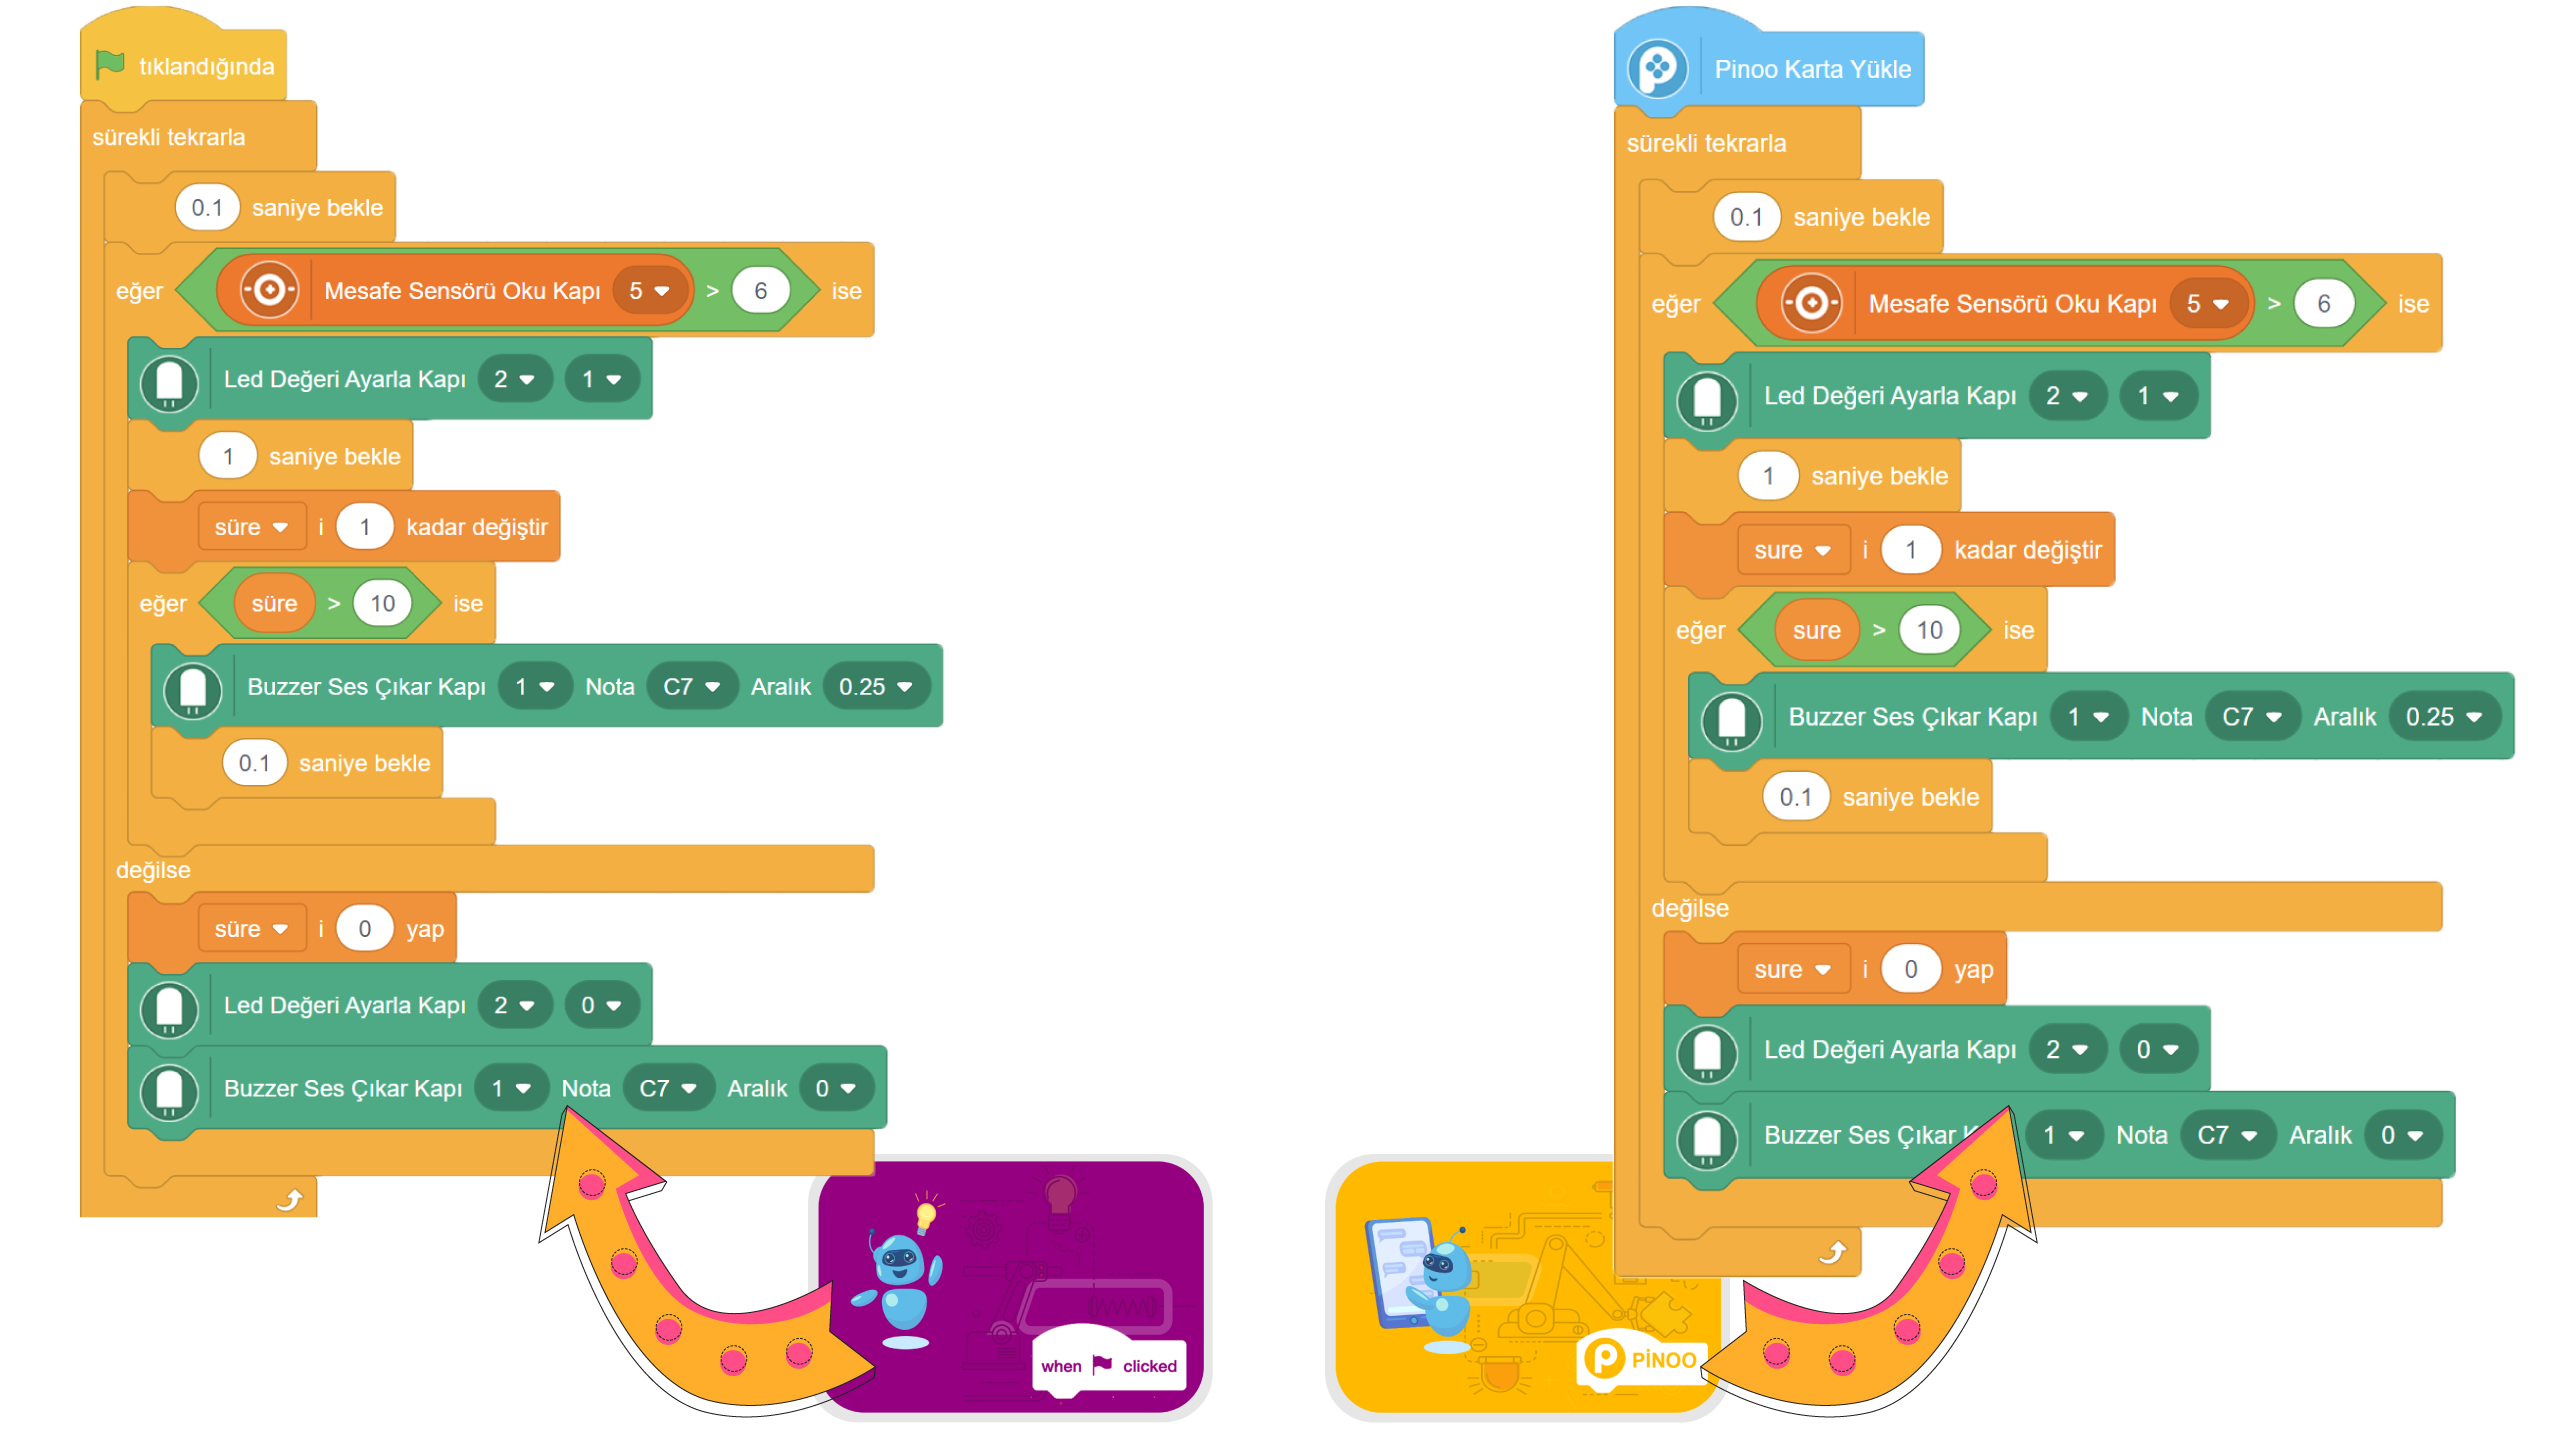 tıklandığında
sürekli tekrarla
0.1 saniye bekle
eğer Mesafe Sensörü Oku Kapı 5 > 6 ise
Led Değeri Ayarla Kapı 2 1
1 saniye bekle
süre i 1 kadar değiştir
eğer süre > 10 ise
Buzzer Ses Çıkar Kapı 1 Nota C7 Aralık 0.25
0.1 saniye bekle
değilse
süre i 0 yap
Led Değeri Ayarla Kapı 2 0
Buzzer Ses Çıkar Kapı 1 Nota C7 Aralık 0
when clicked
Pinoo Karta Yükle
sürekli tekrarla
0.1 saniye bekle
eğer Mesafe Sensörü Oku Kapı 5 > 6 ise
Led Değeri Ayarla Kapı 2 1
1 saniye bekle
sure i 1 kadar değiştir
eğer sure > 10 ise
Buzzer Ses Çıkar Kapı 1 Nota C7 Aralık 0.25
0.1 saniye bekle
değilse
sure i 0 yap
Led Değeri Ayarla Kapı 2 0
Buzzer Ses Çıkar 1 Nota C7 Aralık 0
PİNOO